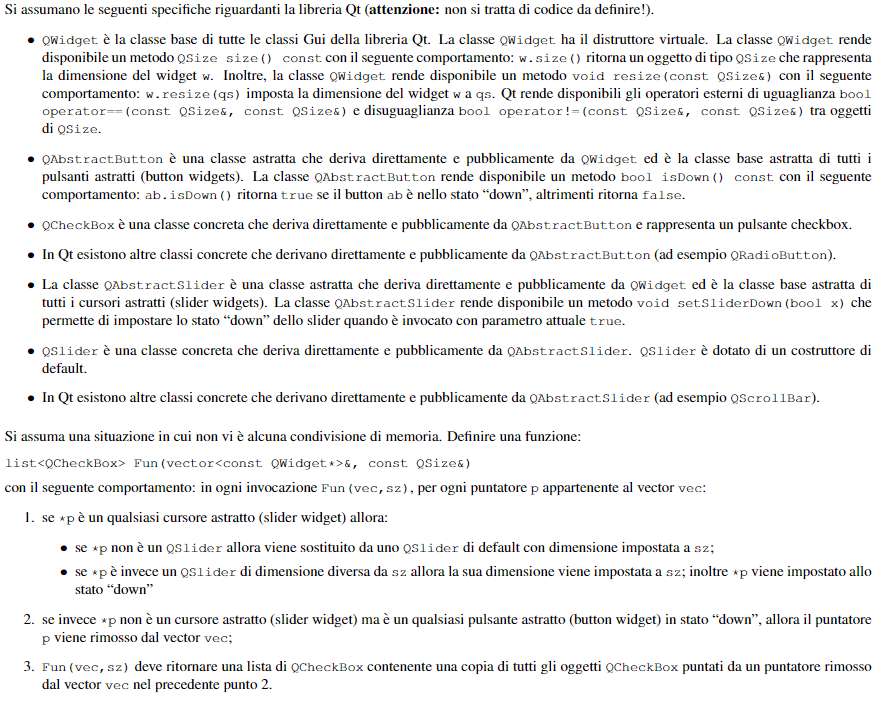 Si assumano le seguenti specifiche riguardanti la libreria Qt (attenzione: non si tratta di codice da definire!).
• QWidget è la classe base di tutte le classi Gui della libreria Qt. La classe QWidget ha il distruttore virtuale. La classe QWidget rende
disponibile un metodo QSize size() const con il seguente comportamento: w.size() ritorna un oggetto di tipo QSize che rappresenta
la dimensione del widget w. Inoltre, la classe QWidget rende disponibile un metodo void resize(const QSize&) con il seguente
comportamento: w.resize(qs) imposta la dimensione del widget w a qs. Qt rende disponibili gli operatori esterni di uguaglianza bool
operator==(const QSize&, const QSize&) e disuguaglianza bool operator!=(const QSize&, const QSize&) tra oggetti
di QSize.
• QAbstractButton è una classe astratta che deriva direttamente e pubblicamente da QWidget ed è la classe base astratta di tutti i
pulsanti astratti (button widgets). La classe QAbstractButton rende disponibile un metodo bool isDown() const con il seguente
comportamento: ab.isDown() ritorna true se il button ab è nello stato “down”, altrimenti ritorna false.
• QCheckBox è una classe concreta che deriva direttamente e pubblicamente da QAbstractButton e rappresenta un pulsante checkbox.
• In Qt esistono altre classi concrete che derivano direttamente e pubblicamente da QAbstractButton (ad esempio QRadioButton).
• La classe QAbstractSlider è una classe astratta che deriva direttamente e pubblicamente da QWidget ed è la classe base astratta di
tutti i cursori astratti (slider widgets). La classe QAbstractSlider rende disponibile un metodo void setSliderDown(bool x) che
permette di impostare lo stato “down” dello slider quando è invocato con parametro attuale true.
• QSlider è una classe concreta che deriva direttamente e pubblicamente da QAbstractSlider. QSlider è dotato di un costruttore di
default.
• In Qt esistono altre classi concrete che derivano direttamente e pubblicamente da QAbstractSlider (ad esempio QScrollBar).
Si assuma una situazione in cui non vi è alcuna condivisione di memoria. Definire una funzione:
list<QCheckBox> Fun(vector<const QWidget*>&, const QSize&)
con il seguente comportamento: in ogni invocazione Fun(vec,sz), per ogni puntatore p appartenente al vector vec:
1. se *p è un qualsiasi cursore astratto (slider widget) allora:
• se *p non è un QSlider allora viene sostituito da uno QSlider di default con dimensione impostata a sz;
• se *p è invece un QSlider di dimensione diversa da sz allora la sua dimensione viene impostata a sz; inoltre *p viene impostato allo
stato “down”
2. se invece *p non è un cursore astratto (slider widget) ma è un qualsiasi pulsante astratto (button widget) in stato “down”, allora il puntatore
p viene rimosso dal vector vec;
3. Fun(vec,sz) deve ritornare una lista di QCheckBox contenente una copia di tutti gli oggetti QCheckBox puntati da un puntatore rimosso
dal vector vec nel precedente punto 2.